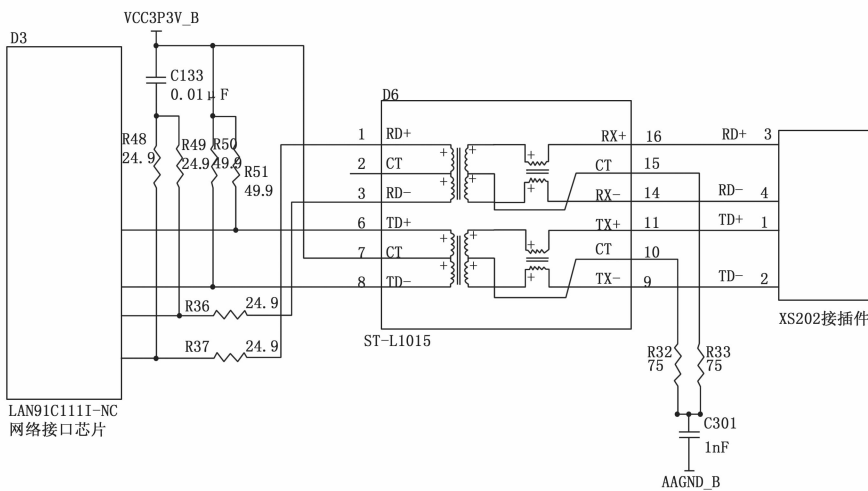 VCC3P3V_B
D3
C133
0.01μF
D6
R48
24.9
R49
24.9
R50
49.9
R51
49.9
1 RD+
2 CT
3 RD-
6 TD+
7 CT
8 TD-
RX+ 16 RD+ 3
CT 15
RX- 14 RD- 4
TX+ 11 TD+ 1
CT 10
TX- 9 TD- 2
+ + +
+ + +
+ + +
+ + +
R36 24.9
R37 24.9
ST-L1015
XS202接插件
R32
75
R33
75
LAN91C111I-NC
网络接口芯片
C301
1nF
AAGND_B